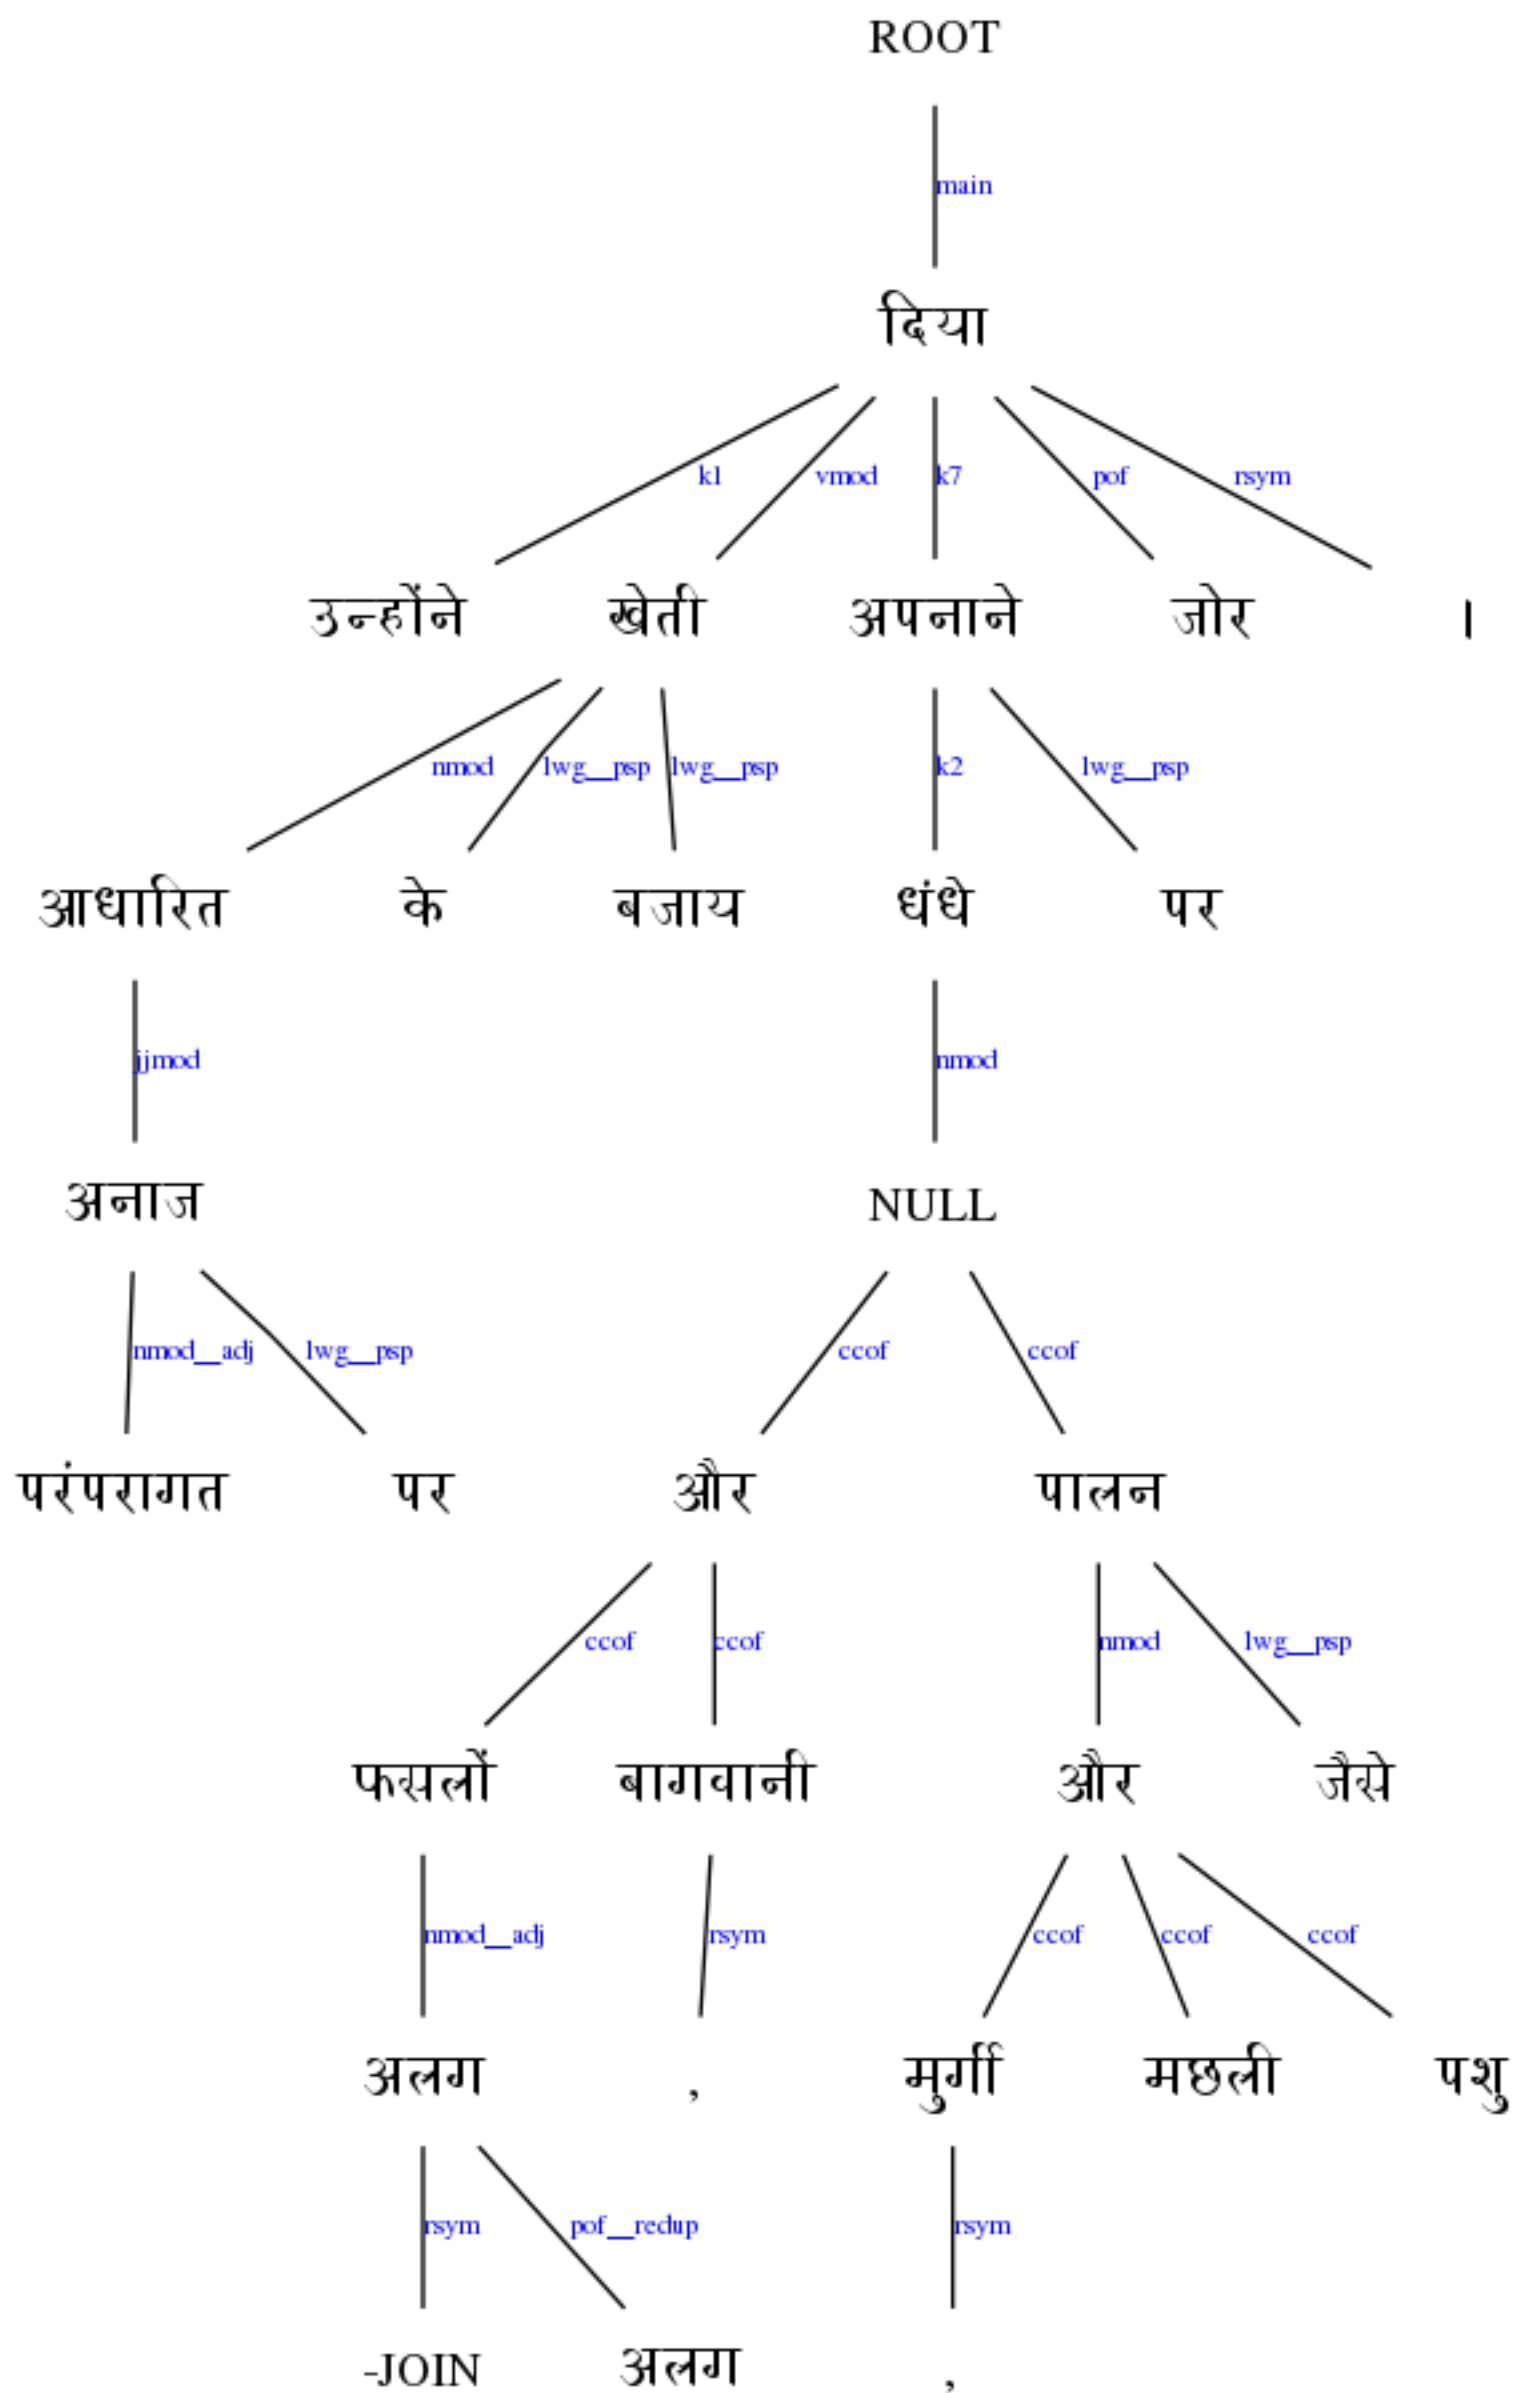 ROOT
main
दिया
k1 vmod k7 pof rsym
उन्होंने खेती अपनाने जोर ।
nmod lwg__psp lwg__psp k2 lwg__psp
आधारित के बजाय धंधे पर
jjmod nmod
अनाज NULL
nmod__adj lwg__psp ccof ccof
परंपरागत पर और पालन
ccof ccof nmod lwg__psp
फसलों बागवानी और जैसे
nmod__adj rsym ccof ccof ccof
अलग , मुर्गी मछली पशु
rsym pof__redup rsym
-JOIN अलग ,